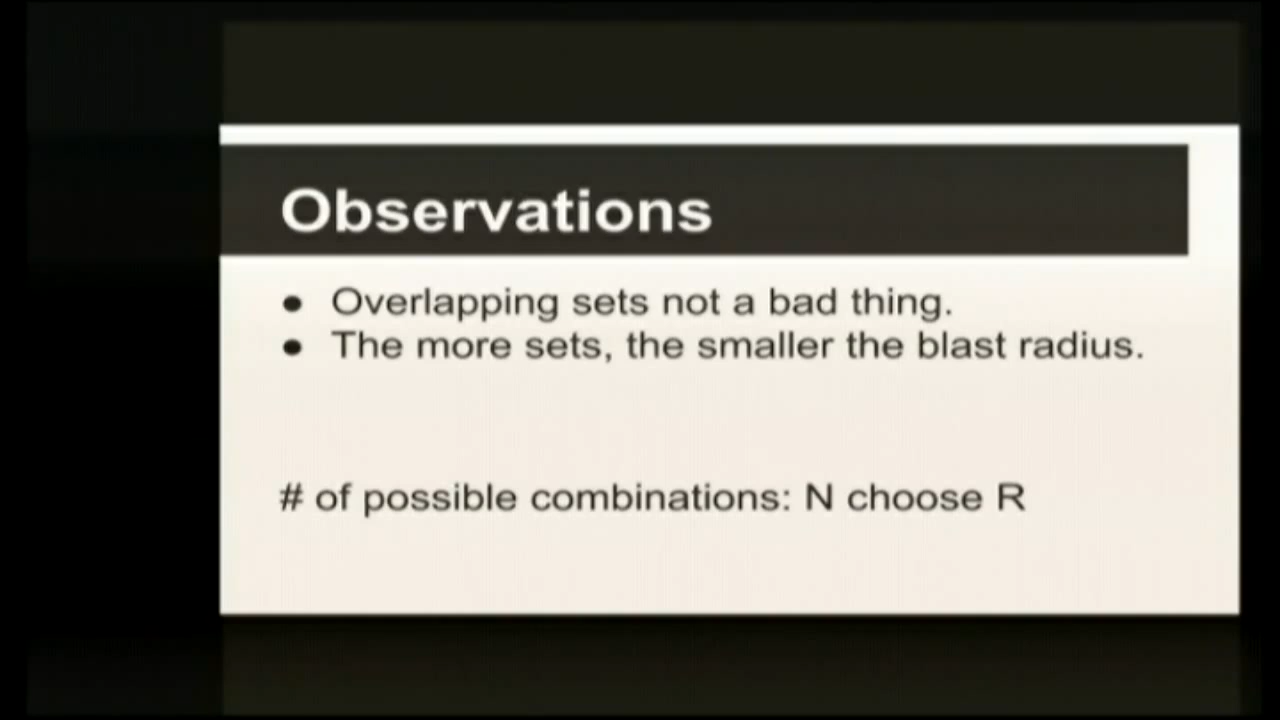 Observations
● Overlapping sets not a bad thing.
● The more sets, the smaller the blast radius.
# of possible combinations: N choose R